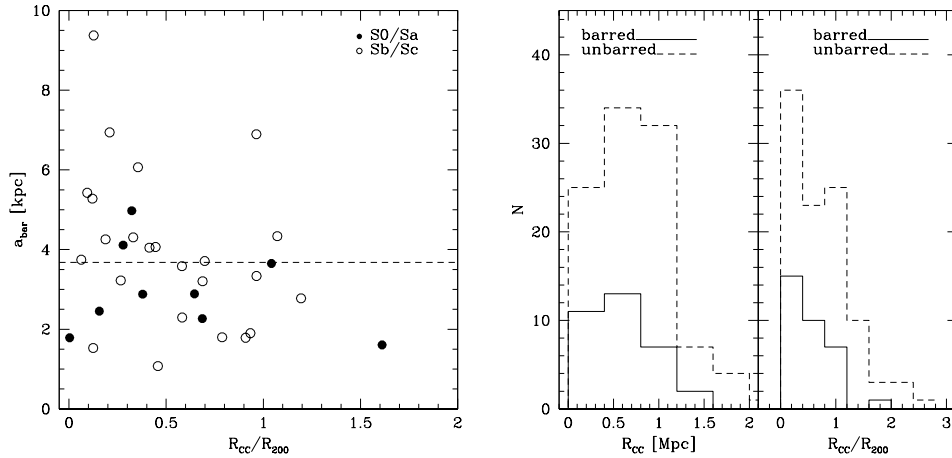 10
8
6
4
2
0
a_bar [kpc]
S0/Sa
Sb/Sc
0 0.5 1 1.5 2
R_CC/R_200
40
30
20
10
0
N
barred
unbarred
0 0.5 1 1.5 2
R_CC [Mpc]
barred
unbarred
0 1 2 3
R_CC/R_200